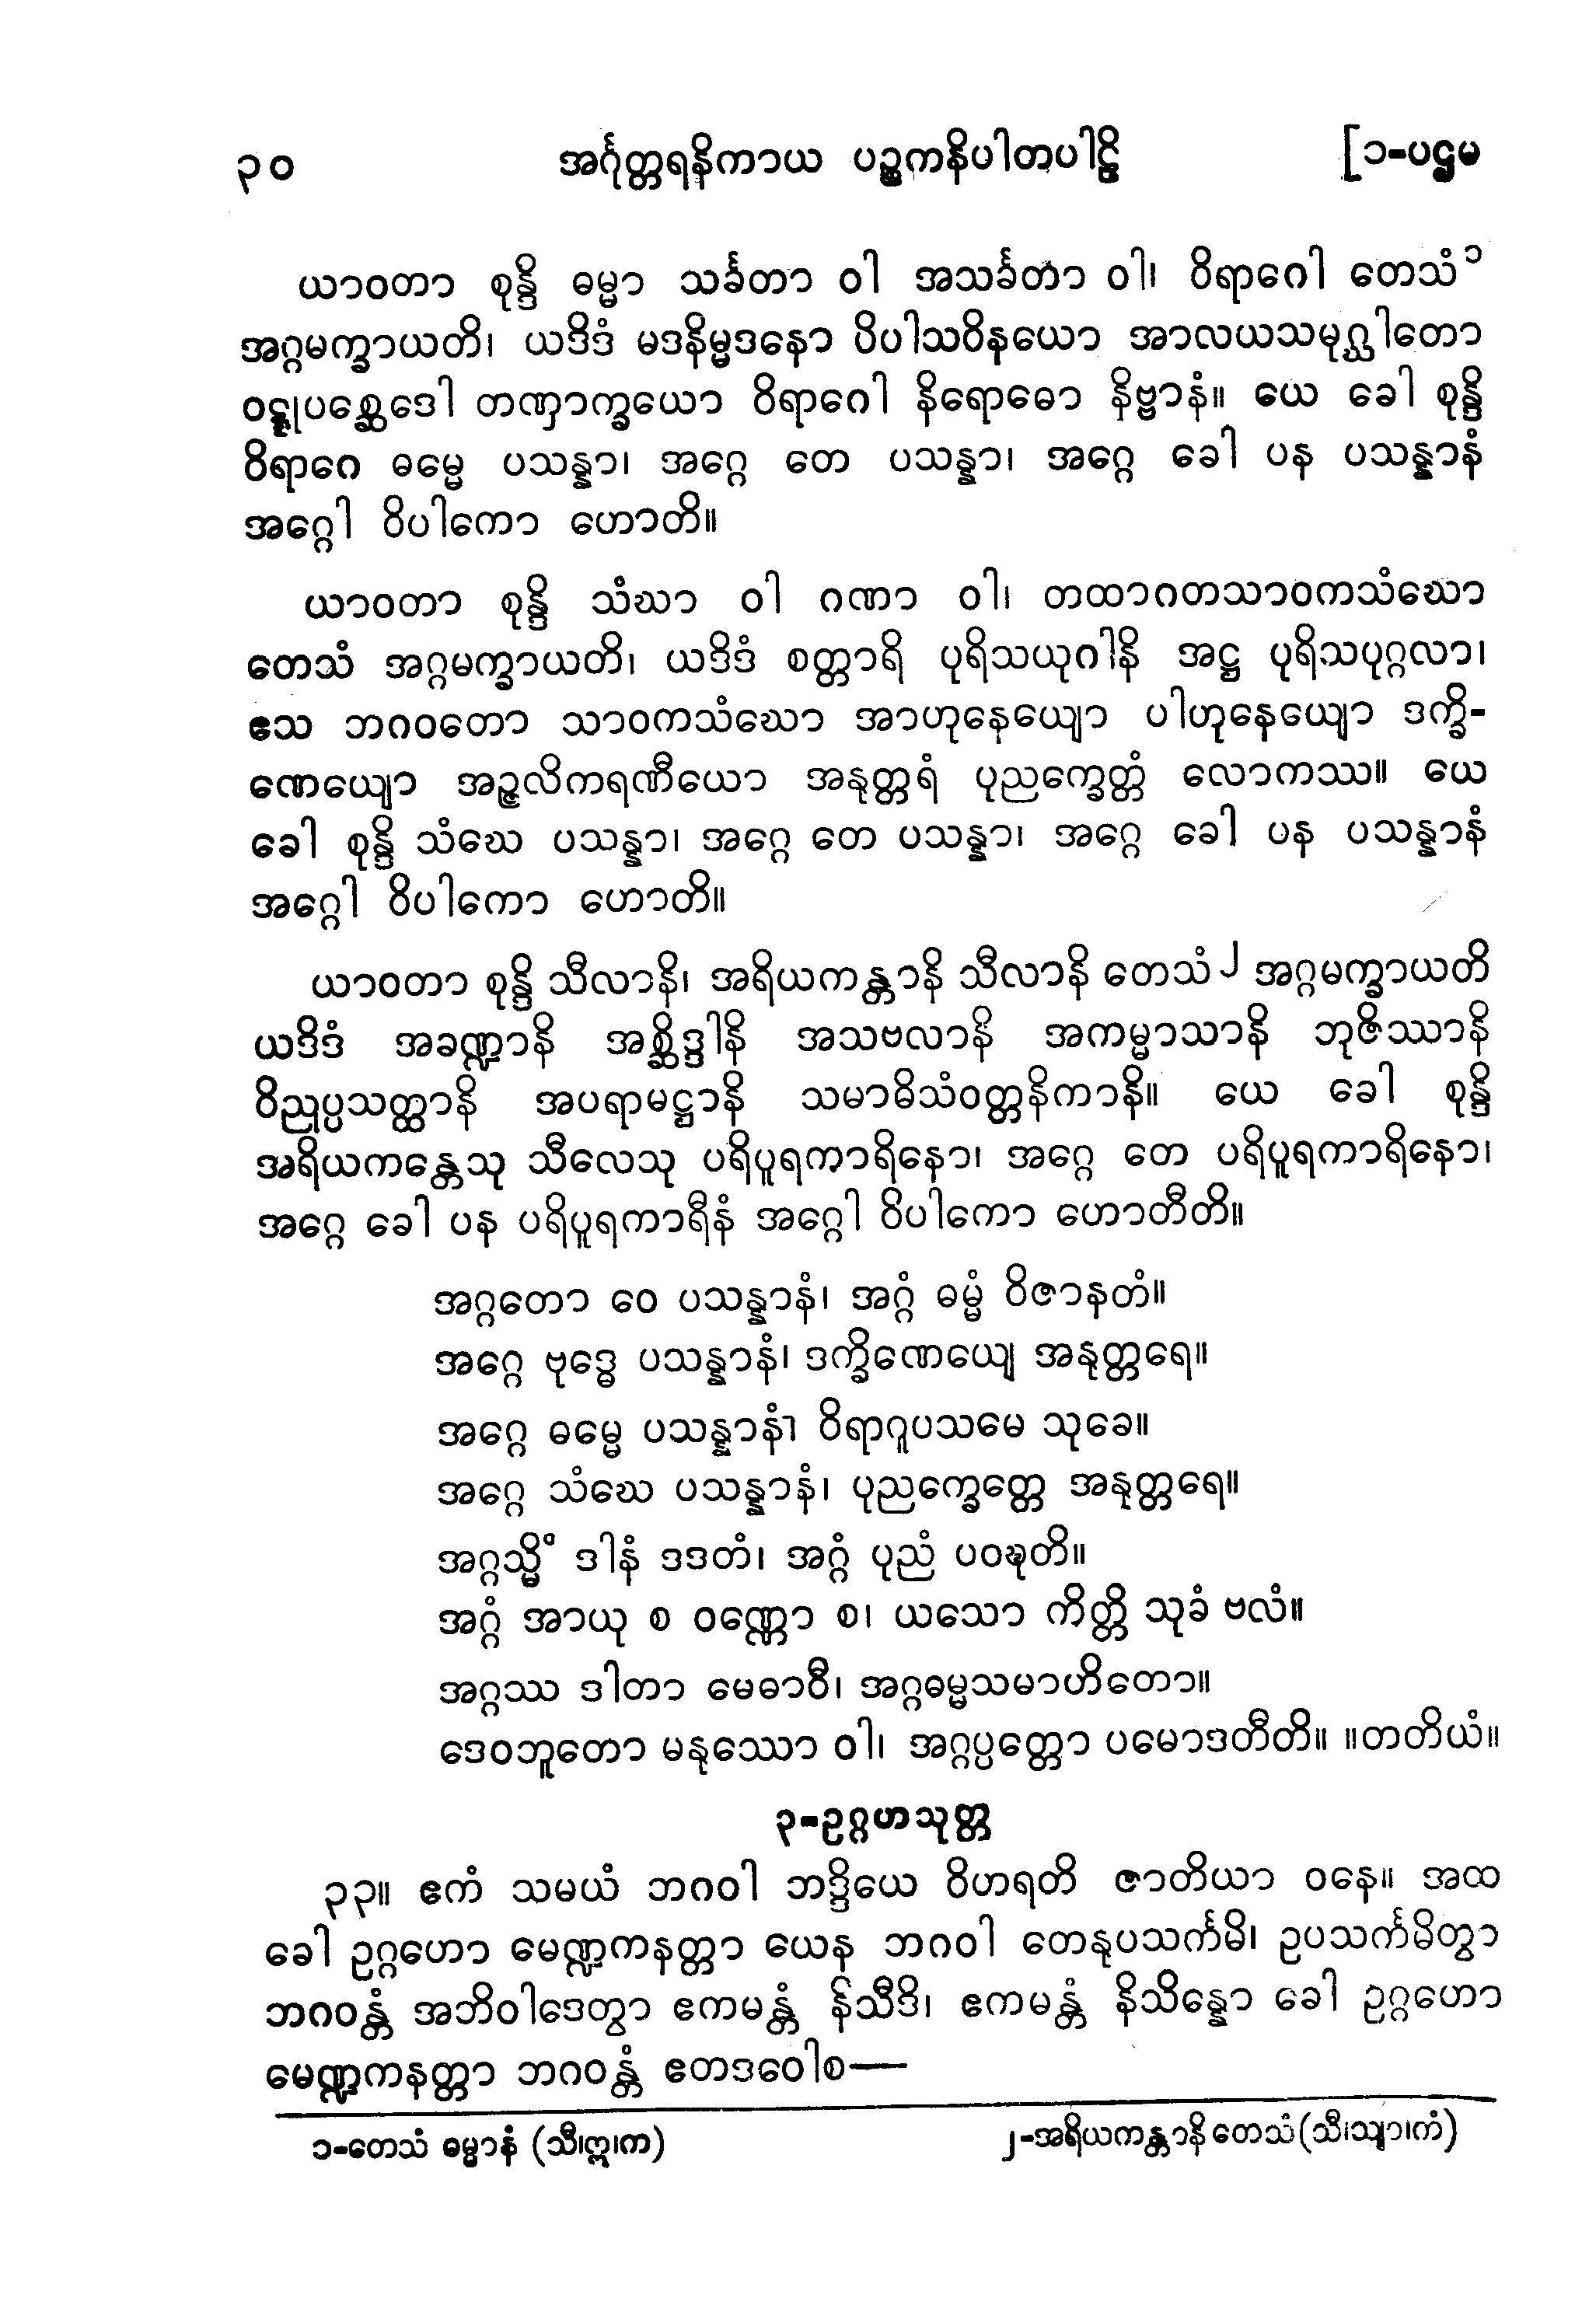 ၃၀ အင်္ဂုတ္တရနိကာယ ပဉ္စကနိပါတပါဠိ [၁-ပဌမ
ယာဝတာ စုန္ဒိ ဓမ္မာ သင်္ခတာ ဝါ အသင်္ခတာ ဝါ၊ ဝိရာဂေါ တေသံ၁
အဂ္ဂမက္ခာယတိ၊ ယဒိဒံ မဒနိမ္မဒနော ပိပါသဝိနယော အာလယသမုဂ္ဃါတော
ဝဋ္ဋုပစ္ဆေဒေါ တဏှာက္ခယော ဝိရာဂေါ နိရောဓော နိဗ္ဗာနံ။ ယေ ခေါ စုန္ဒိ
ဝိရာဂေ ဓမ္မေ ပသန္နာ၊ အဂ္ဂေ တေ ပသန္နာ၊ အဂ္ဂေ ခေါ ပန ပသန္နာနံ
အဂ္ဂေါ ဝိပါကော ဟောတိ။
ယာဝတာ စုန္ဒိ သံဃာ ဝါ ဂဏာ ဝါ၊ တထာဂတသာဝကသံဃော
တေသံ အဂ္ဂမက္ခာယတိ၊ ယဒိဒံ စတ္တာရိ ပုရိသယုဂါနိ အဋ္ဌ ပုရိသပုဂ္ဂလာ၊
ဧသ ဘဂဝတော သာဝကသံဃော အာဟုနေယျော ပါဟုနေယျော ဒက္ခိ-
ဏေယျော အဉ္ဇလိကရဏီယော အနုတ္တရံ ပုညက္ခေတ္တံ လောကဿ။ ယေ
ခေါ စုန္ဒိ သံဃေ ပသန္နာ၊ အဂ္ဂေ တေ ပသန္နာ၊ အဂ္ဂေ ခေါ ပန ပသန္နာနံ
အဂ္ဂေါ ဝိပါကော ဟောတိ။
ယာဝတာ စုန္ဒိ သီလာနိ၊ အရိယကန္တာနိ သီလာနိ တေသံ၂ အဂ္ဂမက္ခာယတိ
ယဒိဒံ အခဏ္ဍာနိ အစ္ဆိဒ္ဒါနိ အသဗလာနိ အကမ္မာသာနိ ဘုဇိဿာနိ
ဝိညုပ္ပသတ္ထာနိ အပရာမဋ္ဌာနိ သမာဓိသံဝတ္တနိကာနိ။ ယေ ခေါ စုန္ဒိ
အရိယကန္တေသု သီလေသု ပရိပူရကာရိနော၊ အဂ္ဂေ တေ ပရိပူရကာရိနော၊
အဂ္ဂေ ခေါ ပန ပရိပူရကာရီနံ အဂ္ဂေါ ဝိပါကော ဟောတီတိ။
အဂ္ဂတော ဝေ ပသန္နာနံ၊ အဂ္ဂံ ဓမ္မံ ဝိဇာနတံ။
အဂ္ဂေ ဗုဒ္ဓေ ပသန္နာနံ၊ ဒက္ခိဏေယျေ အနုတ္တရေ။
အဂ္ဂေ ဓမ္မေ ပသန္နာနံ၊ ဝိရာဂူပသမေ သုခေ။
အဂ္ဂေ သံဃေ ပသန္နာနံ၊ ပုညက္ခေတ္တေ အနုတ္တရေ။
အဂ္ဂသ္မိံ ဒါနံ ဒဒတံ၊ အဂ္ဂံ ပုညံ ပဝဍ္ဎတိ။
အဂ္ဂံ အာယု စ ဝဏ္ဏော စ၊ ယသော ကိတ္တိ သုခံ ဗလံ။
အဂ္ဂဿ ဒါတာ မေဓာဝီ၊ အဂ္ဂဓမ္မသမာဟိတော။
ဒေဝဘူတော မနုဿော ဝါ၊ အဂ္ဂပ္ပတ္တော ပမောဒတီတိ။ ။တတိယံ။
၃-ဥဂ္ဂဟသုတ္တ
၃၃။ ဧကံ သမယံ ဘဂဝါ ဘဒ္ဒိယေ ဝိဟရတိ ဇာတိယာ ဝနေ။ အထ
ခေါ ဥဂ္ဂဟော မေဏ္ဍကနတ္တာ ယေန ဘဂဝါ တေနုပသင်္ကမိ၊ ဥပသင်္ကမိတွာ
ဘဂဝန္တံ အဘိဝါဒေတွာ ဧကမန္တံ နိသီဒိ၊ ဧကမန္တံ နိသိန္နော ခေါ ဥဂ္ဂဟော
မေဏ္ဍကနတ္တာ ဘဂဝန္တံ ဧတဒဝေါစ—
၁-တေသံ ဓမ္မာနံ (သီ၊ဣ၊က) ၂-အရိယကန္တာနိ တေသံ (သီ၊သျာ၊ကံ)